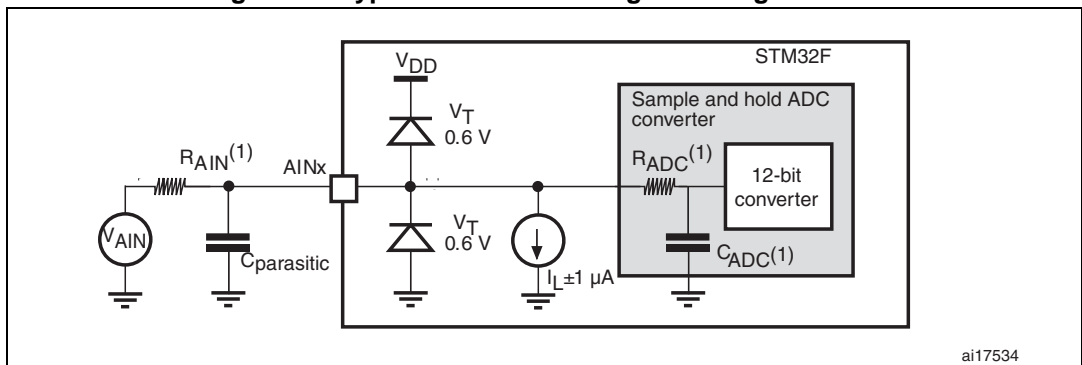 STM32F
VDD
Sample and hold ADC
converter
VT
0.6 V
RAIN(1)
AINx
RADC(1)
12-bit
converter
VAIN
Cparasitic
VT
0.6 V
IL±1 µA
CADC(1)
ai17534